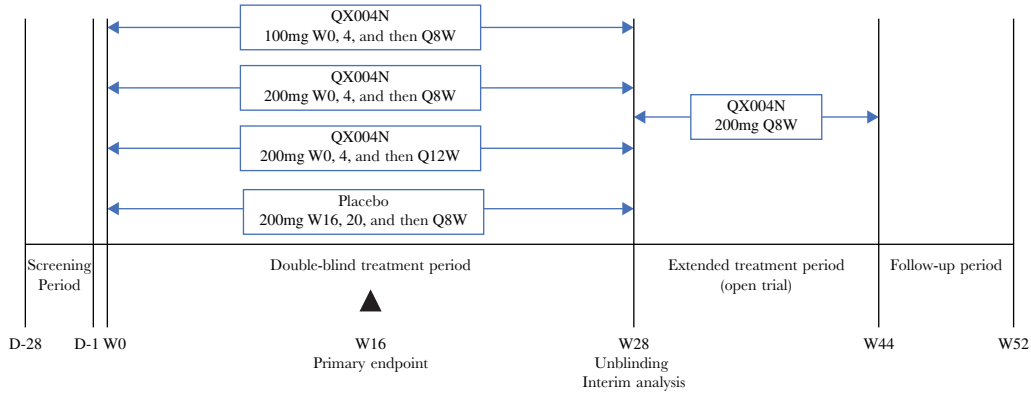 QX004N
100mg W0, 4, and then Q8W
QX004N
200mg W0, 4, and then Q8W
QX004N
200mg Q8W
QX004N
200mg W0, 4, and then Q12W
Placebo
200mg W16, 20, and then Q8W
Screening
Period
Double-blind treatment period
Extended treatment period
(open trial)
Follow-up period
D-28
D-1 W0
W16
Primary endpoint
W28
Unblinding
Interim analysis
W44
W52